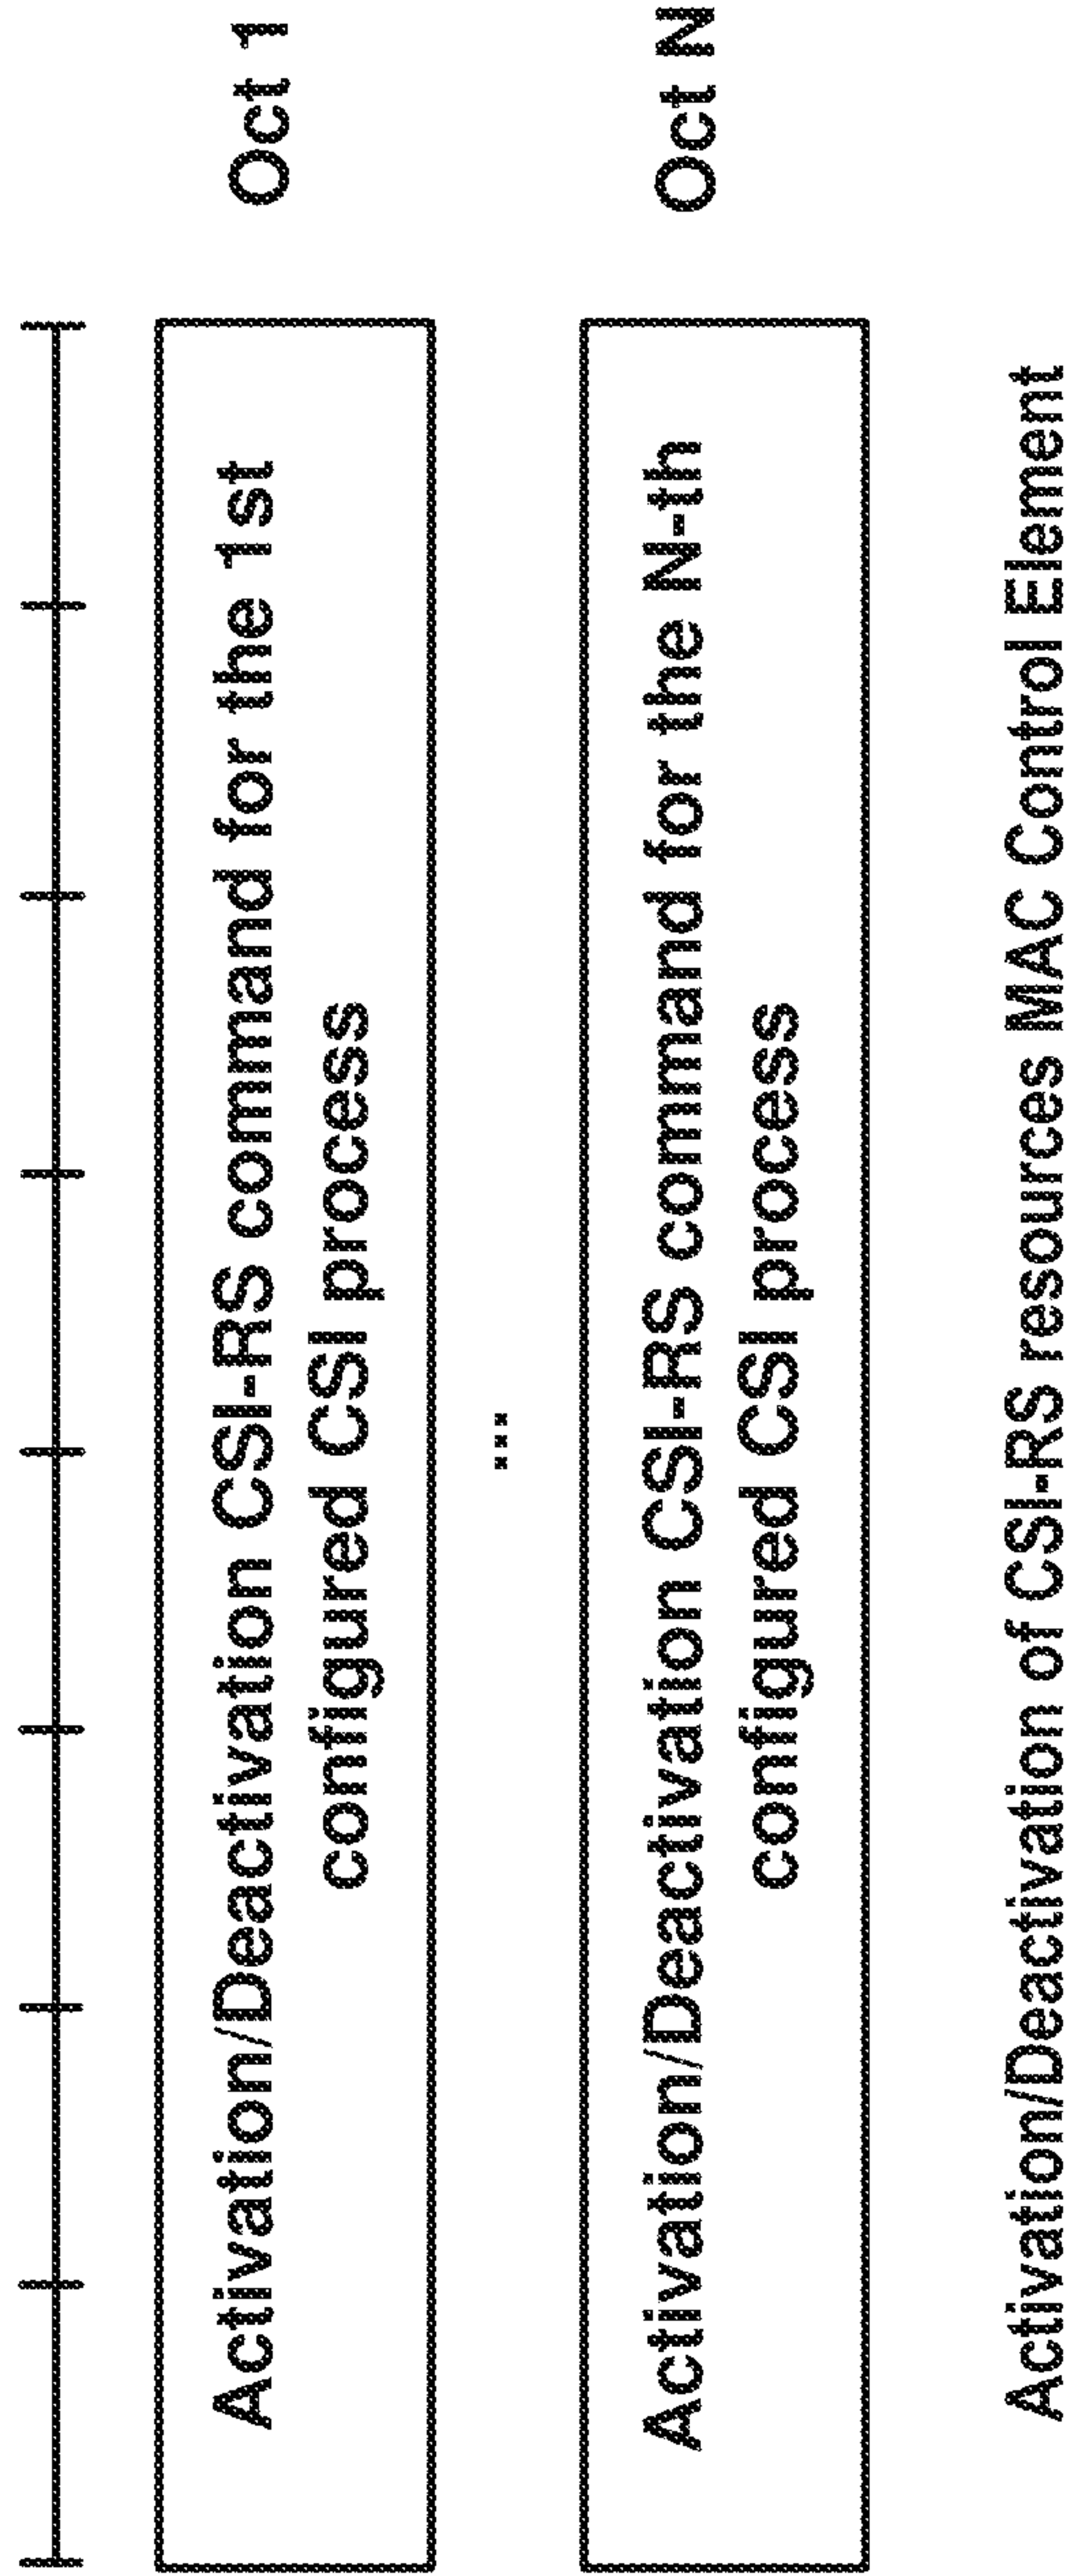 Activation/Deactivation CSI-RS command for the 1st
configured CSI process
Oct 1
...
Activation/Deactivation CSI-RS command for the N-th
configured CSI process
Oct N
Activation/Deactivation of CSI-RS resources MAC Control Element